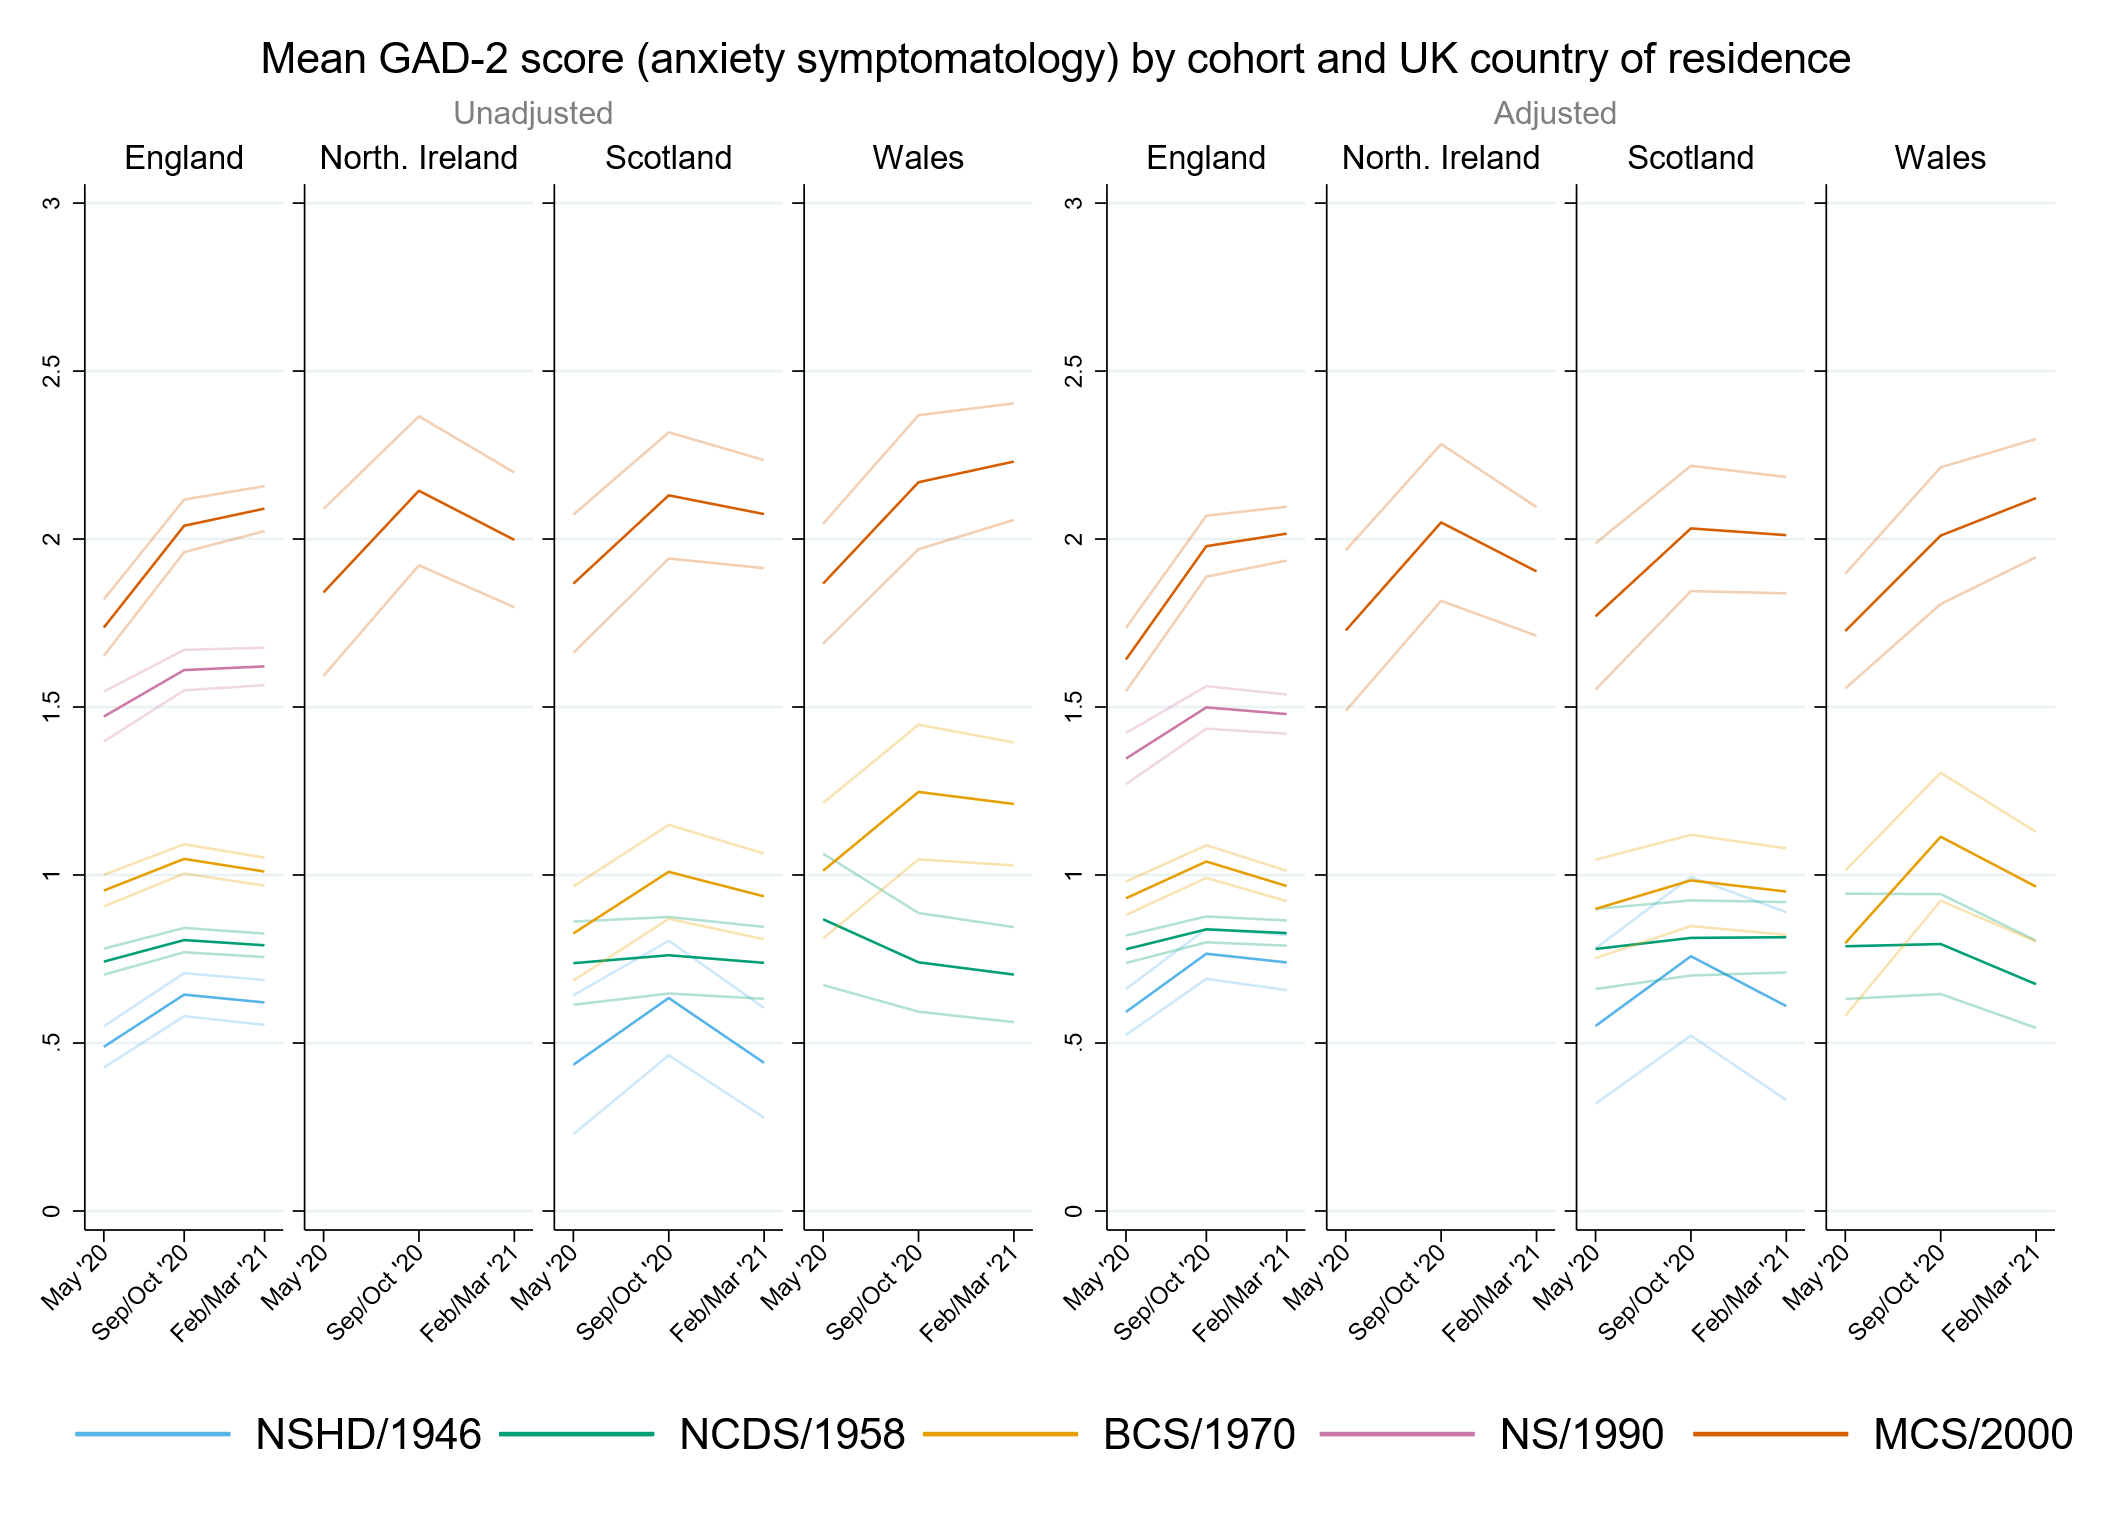 Mean GAD-2 score (anxiety symptomatology) by cohort and UK country of residence
Unadjusted Adjusted
England North. Ireland Scotland Wales England North. Ireland Scotland Wales
3 3
2.5 2.5
2 2
1.5 1.5
1 1
.5 .5
0 0
May '20 Sep/Oct '20 Feb/Mar '21 May '20 Sep/Oct '20 Feb/Mar '21 May '20 Sep/Oct '20 Feb/Mar '21 May '20 Sep/Oct '20 Feb/Mar '21 May '20 Sep/Oct '20 Feb/Mar '21 May '20 Sep/Oct '20 Feb/Mar '21 May '20 Sep/Oct '20 Feb/Mar '21 May '20 Sep/Oct '20 Feb/Mar '21
NSHD/1946 NCDS/1958 BCS/1970 NS/1990 MCS/2000